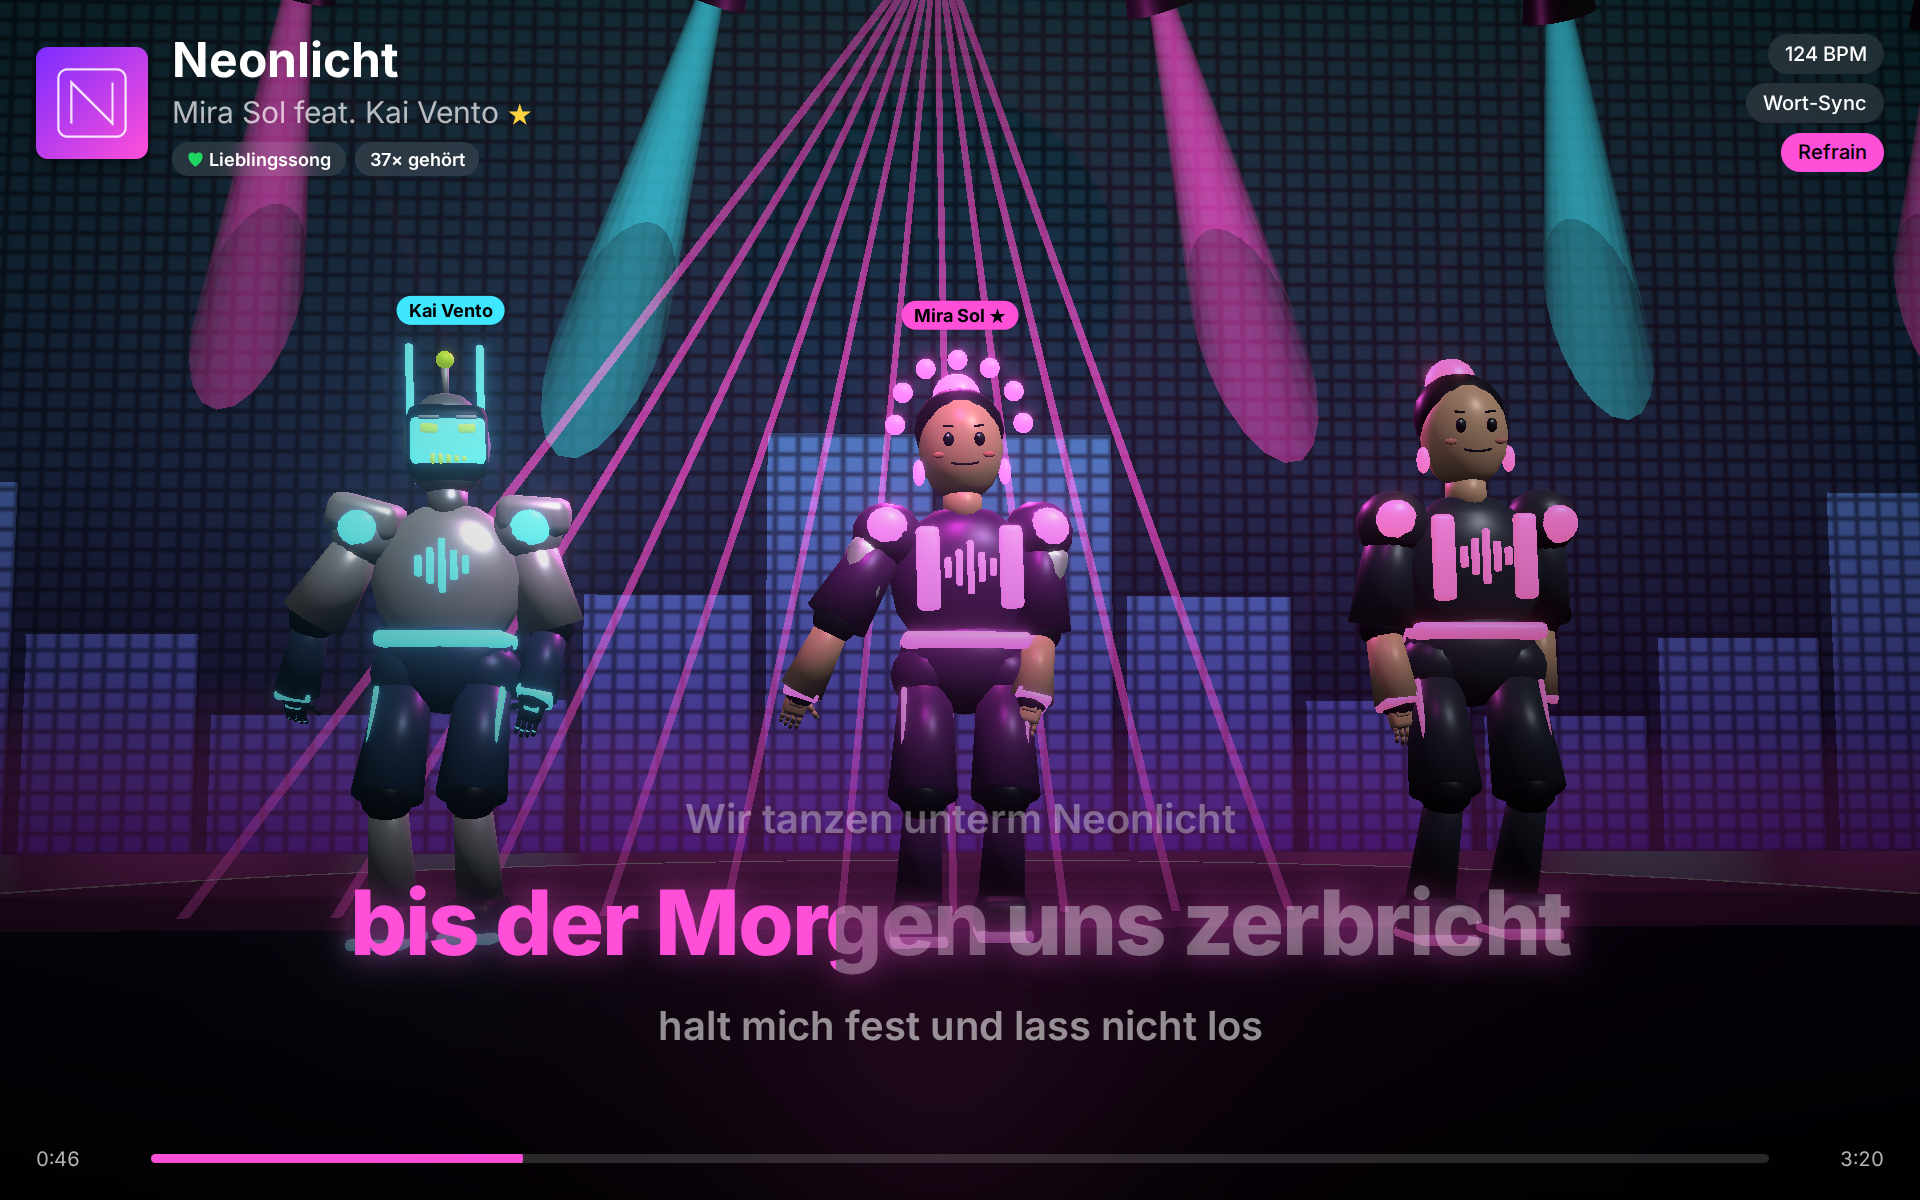 N
Neonlicht
Mira Sol feat. Kai Vento ★
Lieblingssong
37× gehört
124 BPM
Wort-Sync
Refrain
Kai Vento
Mira Sol ★
Wir tanzen unterm Neonlicht
bis der Morgen uns zerbricht
halt mich fest und lass nicht los
0:46
3:20